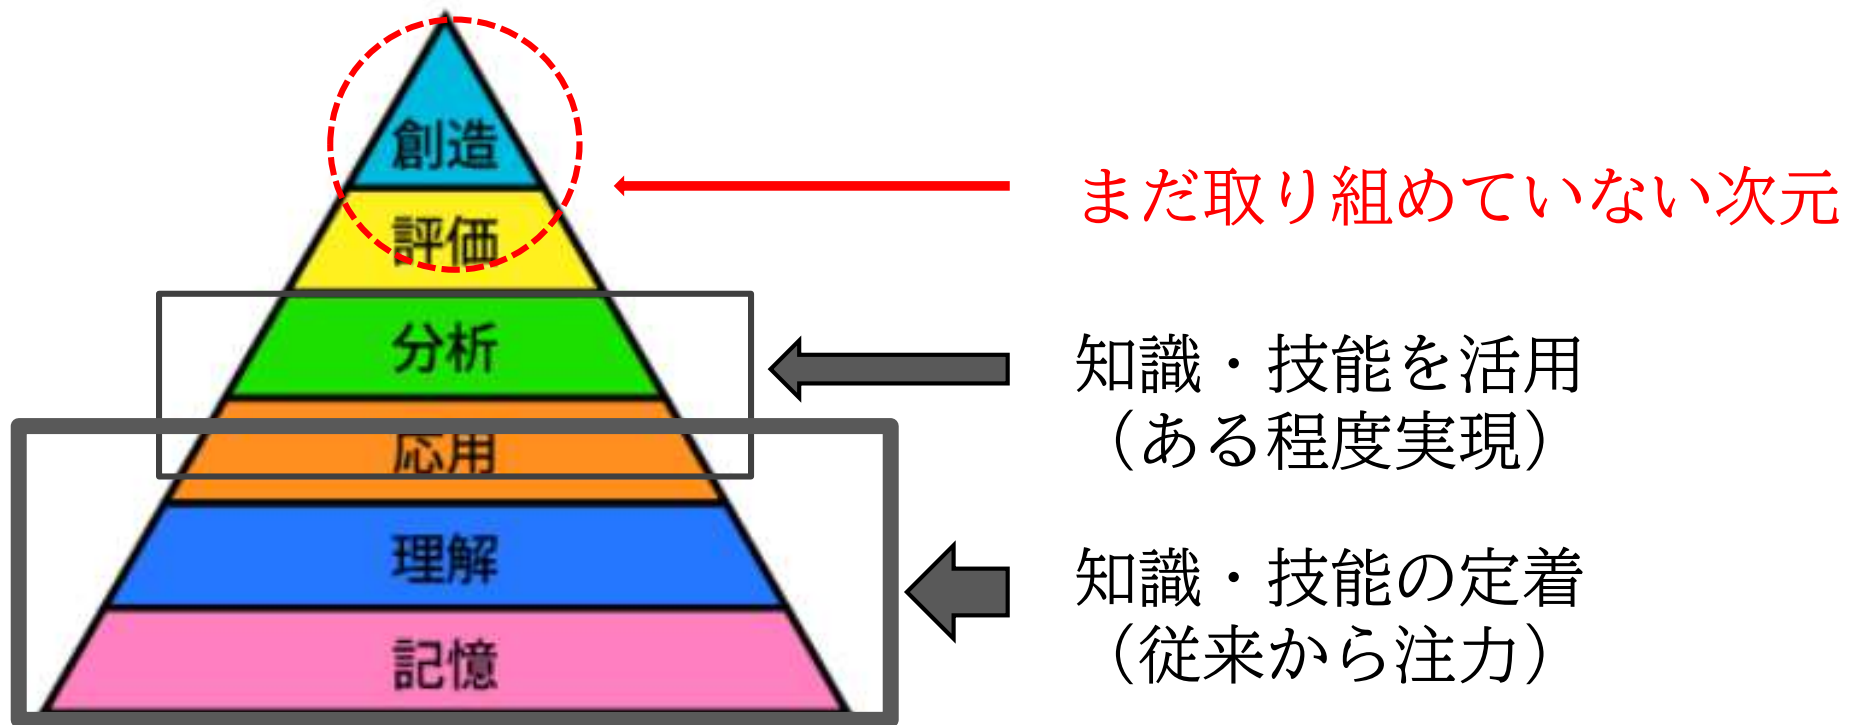 創造
評価
分析
応用
理解
記憶
まだ取り組めていない次元
知識・技能を活用
（ある程度実現）
知識・技能の定着
（従来から注力）